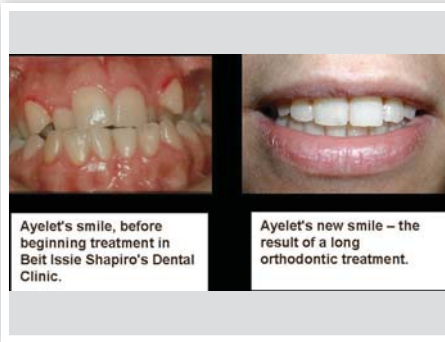 Ayelet's smile, before
beginning treatment in
Beit Issie Shapiro's Dental
Clinic.
Ayelet's new smile – the
result of a long
orthodontic treatment.